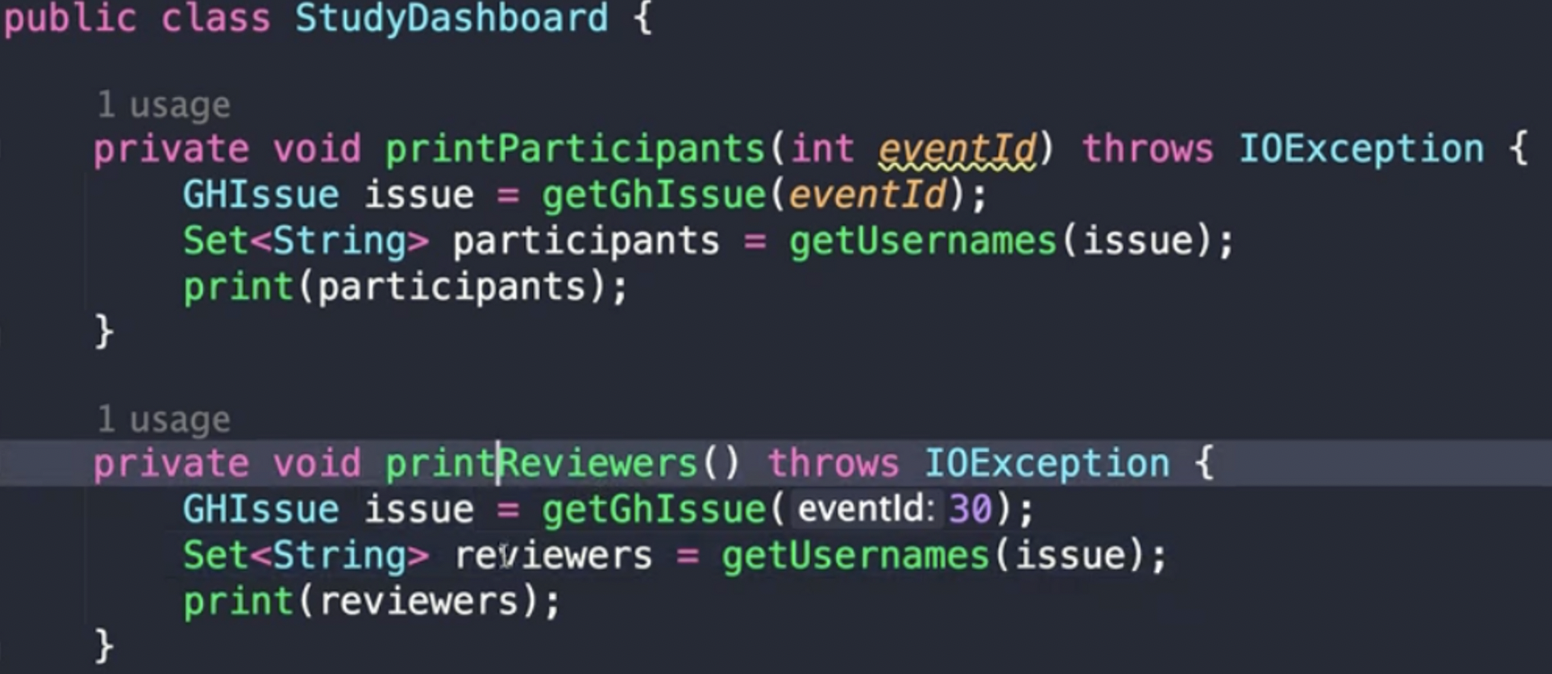 public class StudyDashboard {
1 usage
private void printParticipants(int eventId) throws IOException {
GHIssue issue = getGhIssue(eventId);
Set<String> participants = getUsernames(issue);
print(participants);
}
1 usage
private void printReviewers() throws IOException {
GHIssue issue = getGhIssue( eventId: 30);
Set<String> reviewers = getUsernames(issue);
print(reviewers);
}